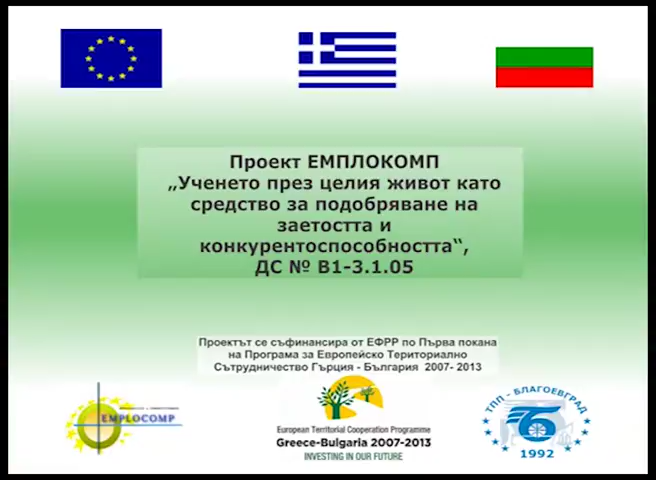 Проект ЕМПЛОКОМП
„Ученето през целия живот като
средство за подобряване на
заетостта и
конкурентоспособността“,
ДС № В1-3.1.05
Проектът се съфинансира от ЕФРР по Първа покана
на Програма за Европейско Териториално
Сътрудничество Гърция - България 2007- 2013
EMPLOCOMP
European Territorial Cooperation Programme
Greece-Bulgaria 2007-2013
INVESTING IN OUR FUTURE
ТПП - БЛАГОЕВГРАД
1992